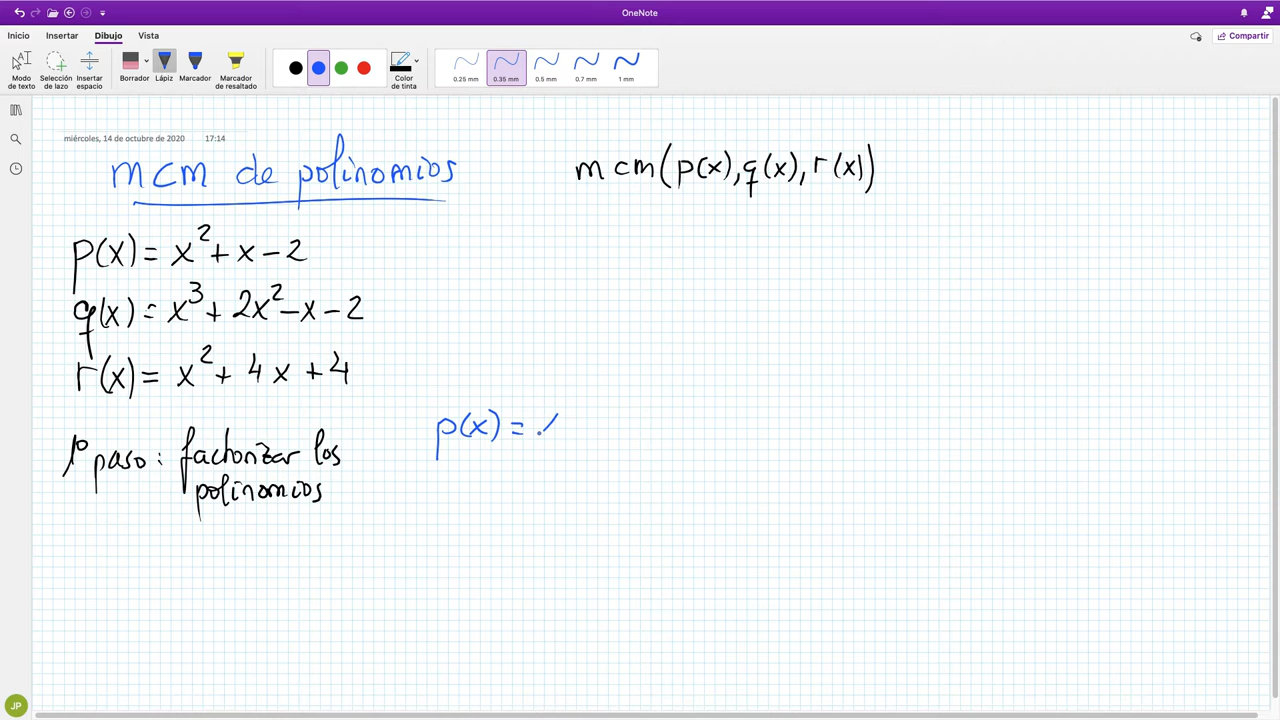 OneNote
Inicio Insertar Dibujo Vista
Compartir
Modo de texto
Selección de lazo
Insertar espacio
Borrador
Lápiz
Marcador
Marcador de resaltado
Color de tinta
0.25 mm 0.35 mm 0.5 mm 0.7 mm 1 mm
miércoles, 14 de octubre de 2020 17:14
mcm de polinomios
mcm(p(x),q(x),r(x))
p(x) = x² + x - 2
q(x) = x³ + 2x² - x - 2
r(x) = x² + 4x + 4
p(x) =
1º paso: factorizar los
polinomios
JP